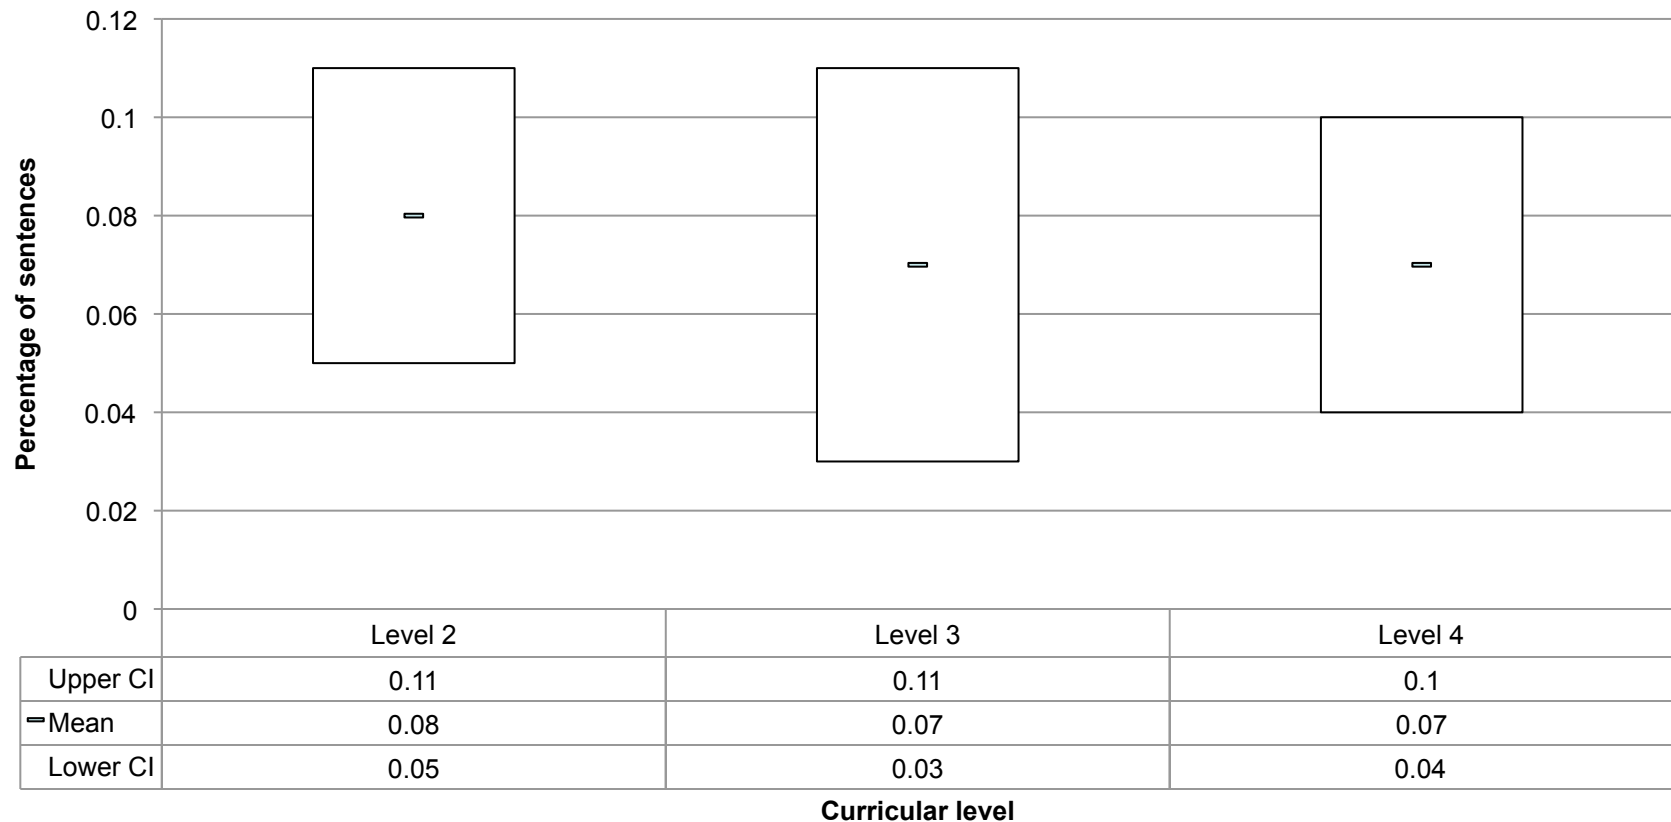 0.12
0.1
0.08
0.06
0.04
0.02
0
Percentage of sentences
Level 2 Level 3 Level 4
Upper CI 0.11 0.11 0.1
Mean 0.08 0.07 0.07
Lower CI 0.05 0.03 0.04
Curricular level